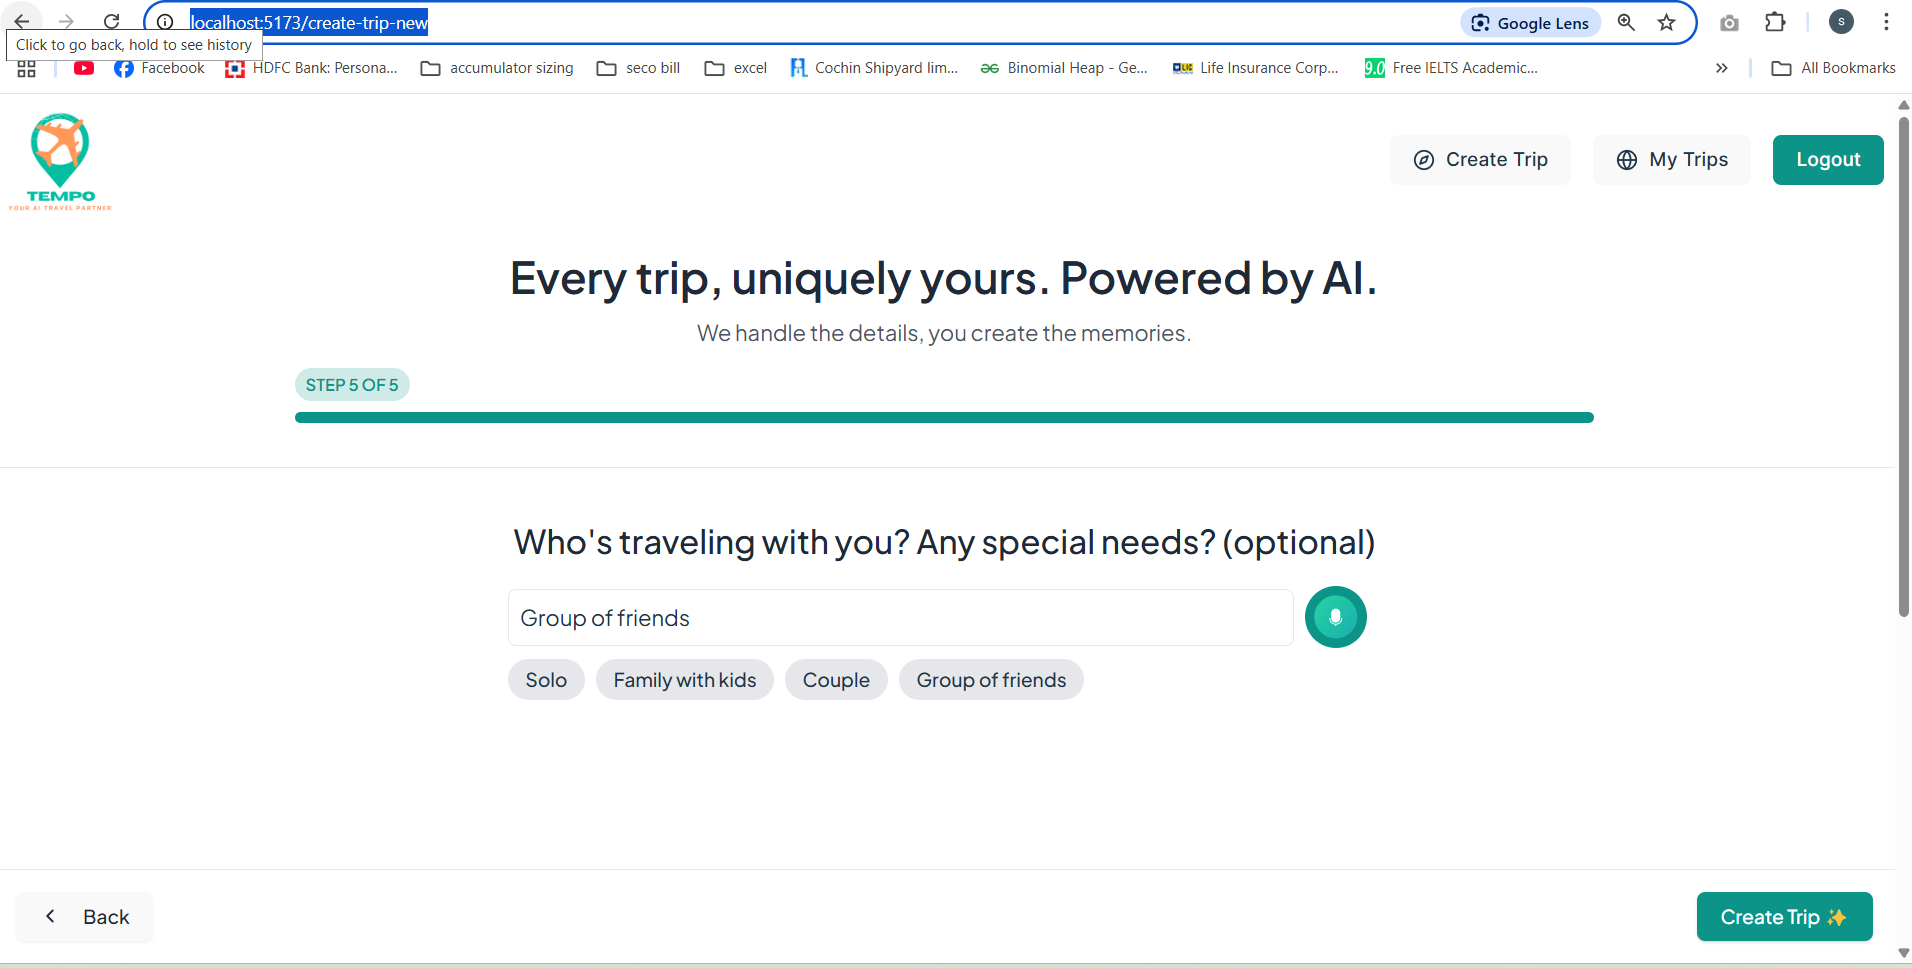 localhost:5173/create-trip-new
Google Lens
S
Click to go back, hold to see history
Facebook
HDFC Bank: Persona...
accumulator sizing
seco bill
excel
Cochin Shipyard lim...
Binomial Heap - Ge...
LIC
Life Insurance Corp...
9.0
Free IELTS Academic...
All Bookmarks
TEMPO
YOUR AI TRAVEL PARTNER
Create Trip
My Trips
Logout
Every trip, uniquely yours. Powered by AI.
We handle the details, you create the memories.
STEP 5 OF 5
Who's traveling with you? Any special needs? (optional)
Group of friends
Solo
Family with kids
Couple
Group of friends
Back
Create Trip ✨